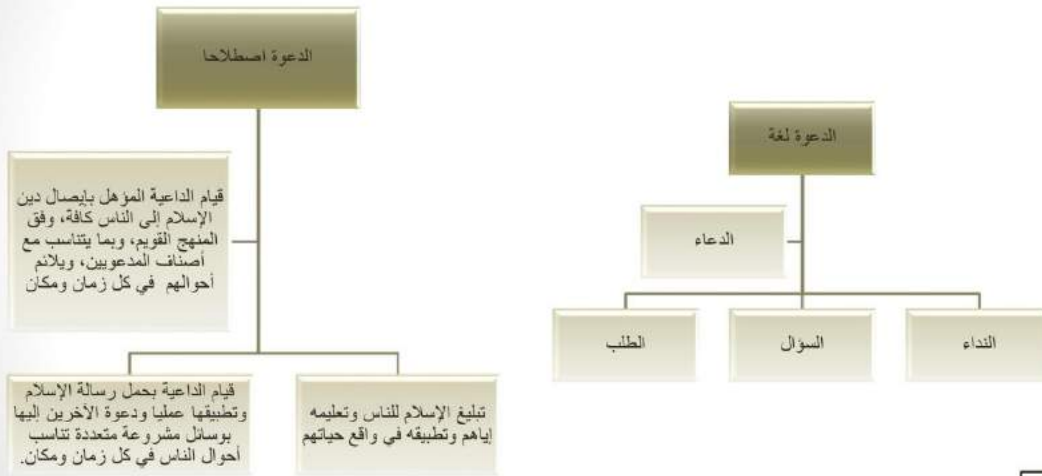 الدعوة لغة
الدعاء
النداء
السؤال
الطلب
الدعوة اصطلاحا
قيام الداعية المؤهل بإيصال دين
الإسلام إلى الناس كافة، وفق
المنهج القويم، وبما يتناسب مع
أصناف المدعويين، ويلائم
أحوالهم في كل زمان ومكان
تبليغ الإسلام للناس وتعليمه
إياهم وتطبيقه في واقع حياتهم
قيام الداعية بحمل رسالة الإسلام
وتطبيقها عمليا ودعوة الآخرين إليها
بوسائل مشروعة متعددة تناسب
أحوال الناس في كل زمان ومكان.